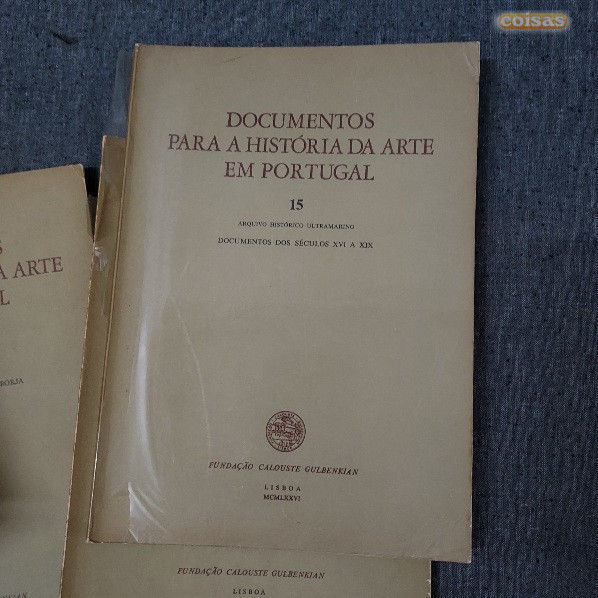 coisas
DOCUMENTOS
PARA A HISTÓRIA DA ARTE
EM PORTUGAL
15
ARQUIVO HISTÓRICO ULTRAMARINO
DOCUMENTOS DOS SÉCULOS XVI A XIX
FUNDAÇÃO CALOUSTE GULBENKIAN
LISBOA
MCMLXXVI
S
A ARTE
L
BORJA
FUNDAÇÃO CALOUSTE GULBENKIAN
LISBOA